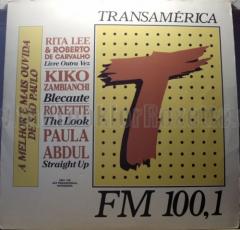 TRANSAMÉRICA
RITA LEE
& ROBERTO
DE CARVALHO
Livre Outra Vez
KIKO
ZAMBIANCHI
Blecaute
ROXETTE
The Look
PAULA
ABDUL
Straight Up
A MELHOR E MAIS OUVIDA
DE SÃO PAULO
T
FM 100,1